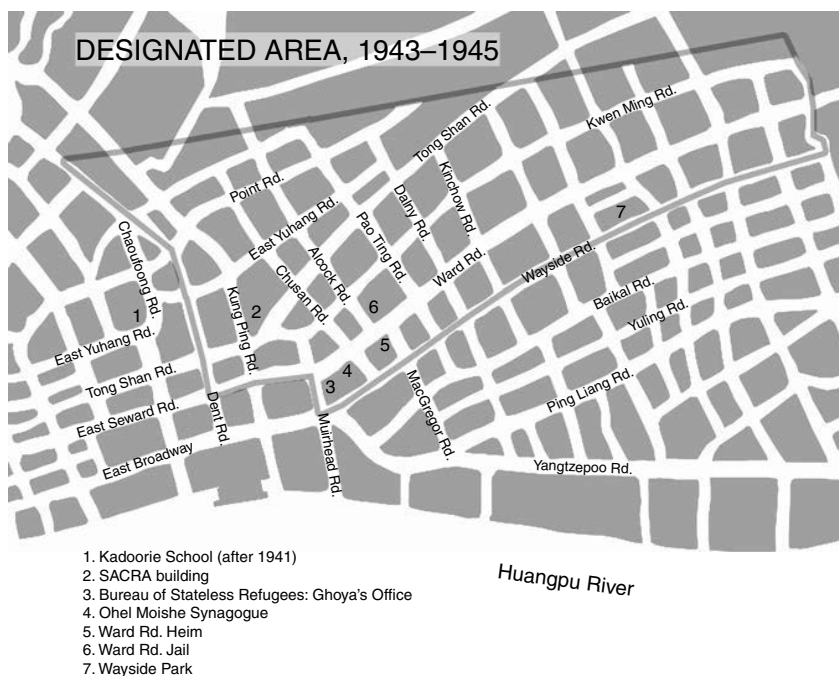 DESIGNATED AREA, 1943–1945
Kwen Ming Rd.
Tong Shan Rd.
Kinchow Rd.
Point Rd.
Dalny Rd.
East Yuhang Rd.
Pao Ting Rd.
7
Chaoufoong Rd.
Alcock Rd.
Ward Rd.
Wayside Rd.
Chusan Rd.
Baikal Rd.
1
Kung Ping Rd.
2
6
Yuling Rd.
East Yuhang Rd.
5
Tong Shan Rd.
4
3
MacGregor Rd.
Ping Liang Rd.
East Seward Rd.
Dent Rd.
Muirhead Rd.
East Broadway
Yangtzepoo Rd.
Huangpu River
1. Kadoorie School (after 1941)
2. SACRA building
3. Bureau of Stateless Refugees: Ghoya's Office
4. Ohel Moishe Synagogue
5. Ward Rd. Heim
6. Ward Rd. Jail
7. Wayside Park